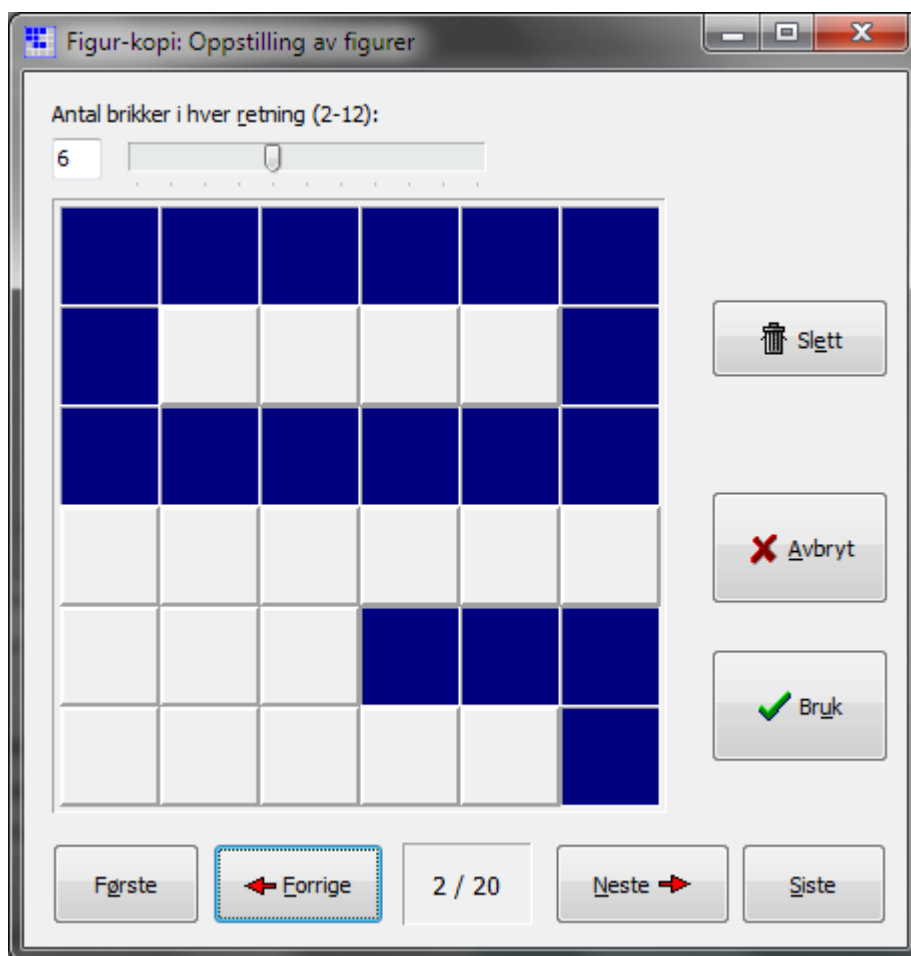 Figur-kopi: Oppstilling av figurer
Antal brikker i hver retning (2-12):
6
Slett
Avbryt
Bruk
Første
Forrige
2 / 20
Neste
Siste